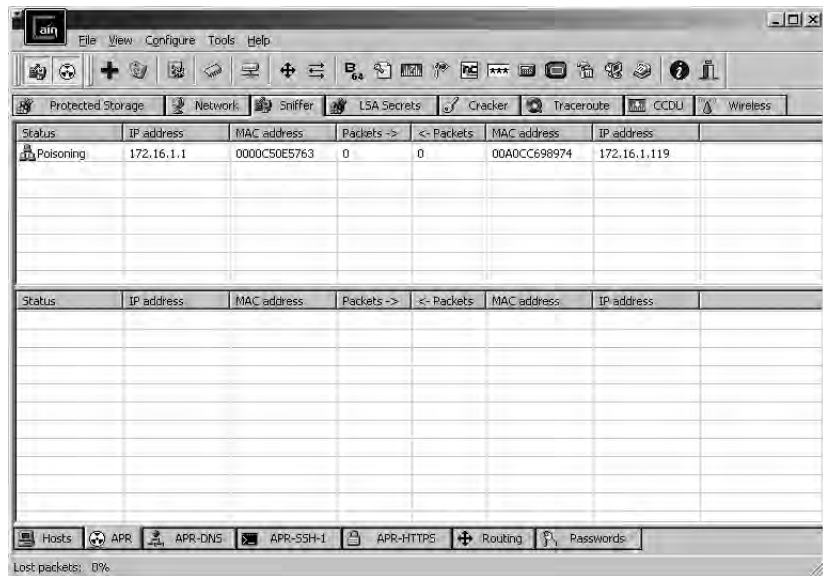 aín
File View Configure Tools Help
B 64
***
Protected Storage Network Sniffer LSA Secrets Cracker Traceroute CCDU Wireless
Status IP address MAC address Packets -> <- Packets MAC address IP address
Poisoning 172.16.1.1 0000C50E5763 0 0 00A0CC698974 172.16.1.119
Status IP address MAC address Packets -> <- Packets MAC address IP address
Hosts APR APR-DNS APR-SSH-1 APR-HTTPS Routing Passwords
Lost packets: 0%